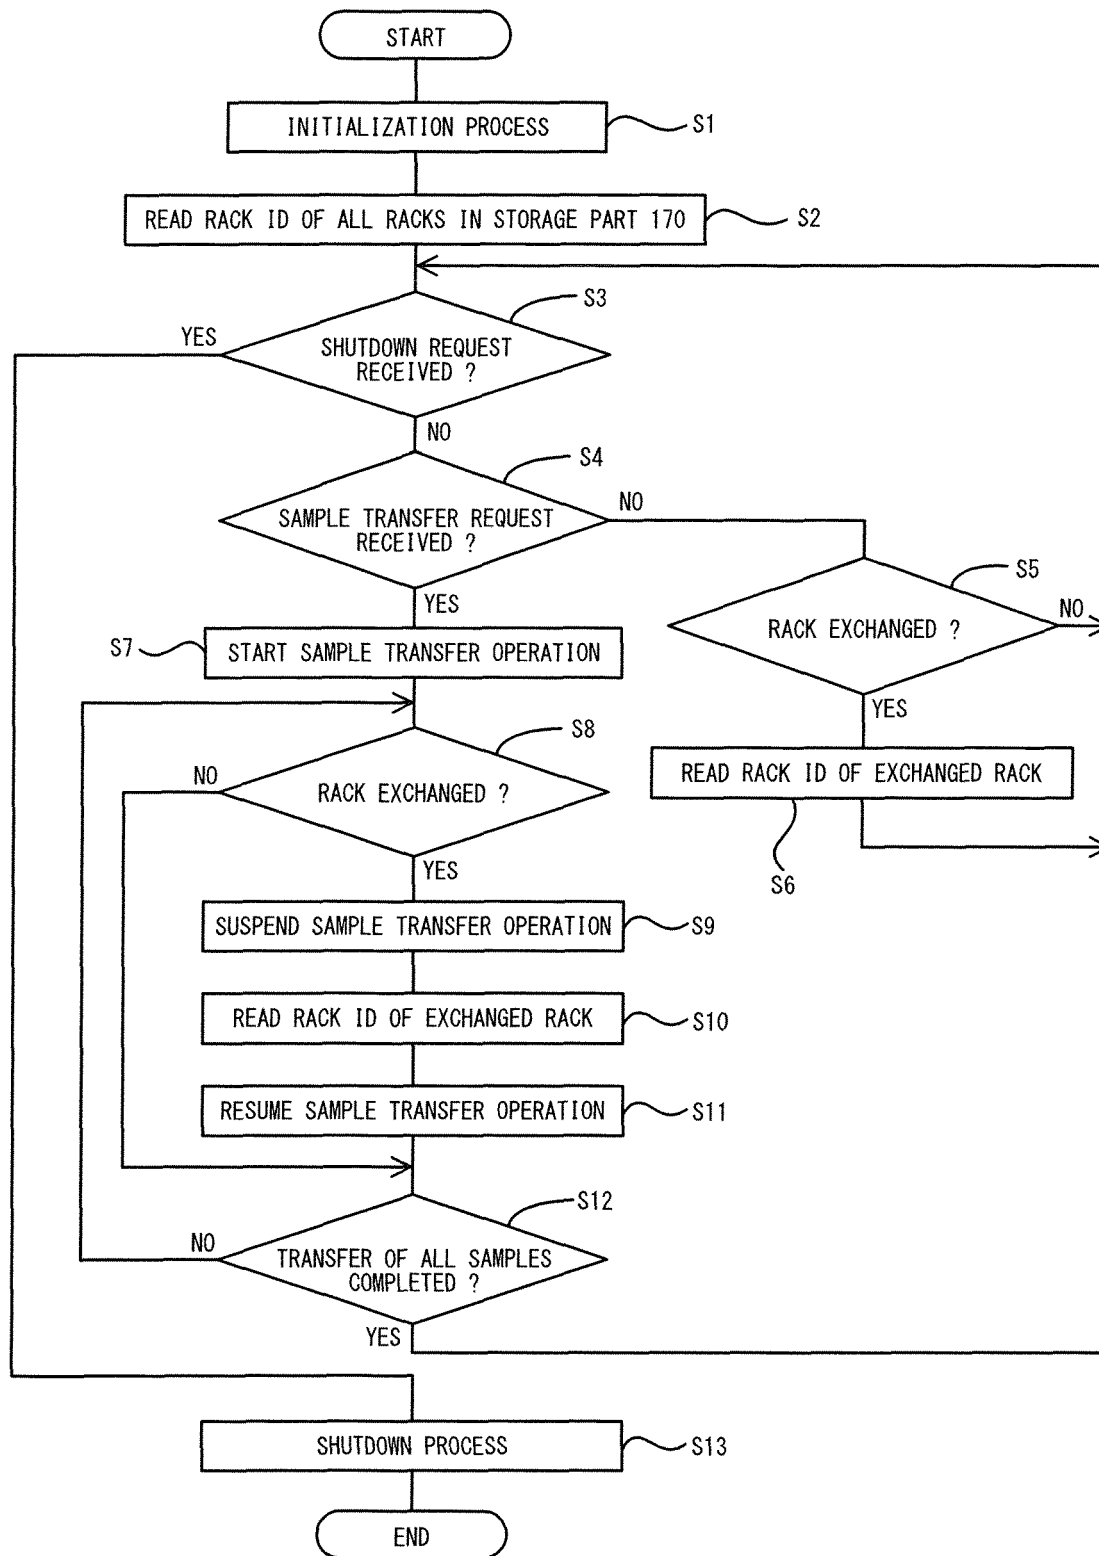 START
INITIALIZATION PROCESS
S1
READ RACK ID OF ALL RACKS IN STORAGE PART 170
S2
S3
YES
SHUTDOWN REQUEST
RECEIVED ?
NO
S4
NO
SAMPLE TRANSFER REQUEST
RECEIVED ?
S5
YES
NO
RACK EXCHANGED ?
S7
START SAMPLE TRANSFER OPERATION
YES
S8
NO
RACK EXCHANGED ?
READ RACK ID OF EXCHANGED RACK
YES
S6
SUSPEND SAMPLE TRANSFER OPERATION
S9
READ RACK ID OF EXCHANGED RACK
S10
RESUME SAMPLE TRANSFER OPERATION
S11
S12
NO
TRANSFER OF ALL SAMPLES
COMPLETED ?
YES
SHUTDOWN PROCESS
S13
END